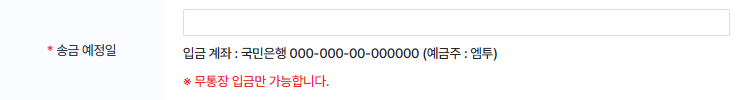 * 송금 예정일
입금 계좌 : 국민은행 000-000-00-000000 (예금주 : 엠투)
※ 무통장 입금만 가능합니다.